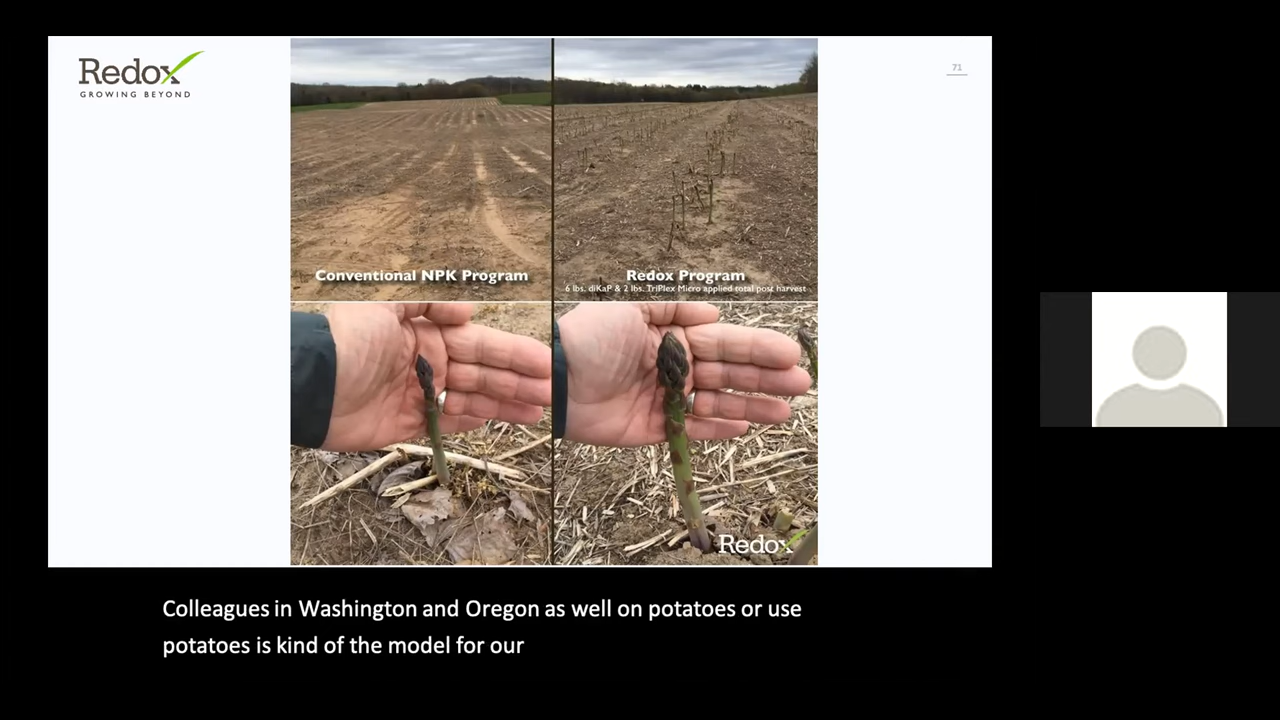 Redox
GROWING BEYOND
71
Conventional NPK Program
Redox Program
6 lbs. diKaP & 2 lbs. TriPlex Micro applied total post harvest
Redox
Colleagues in Washington and Oregon as well on potatoes or use
potatoes is kind of the model for our